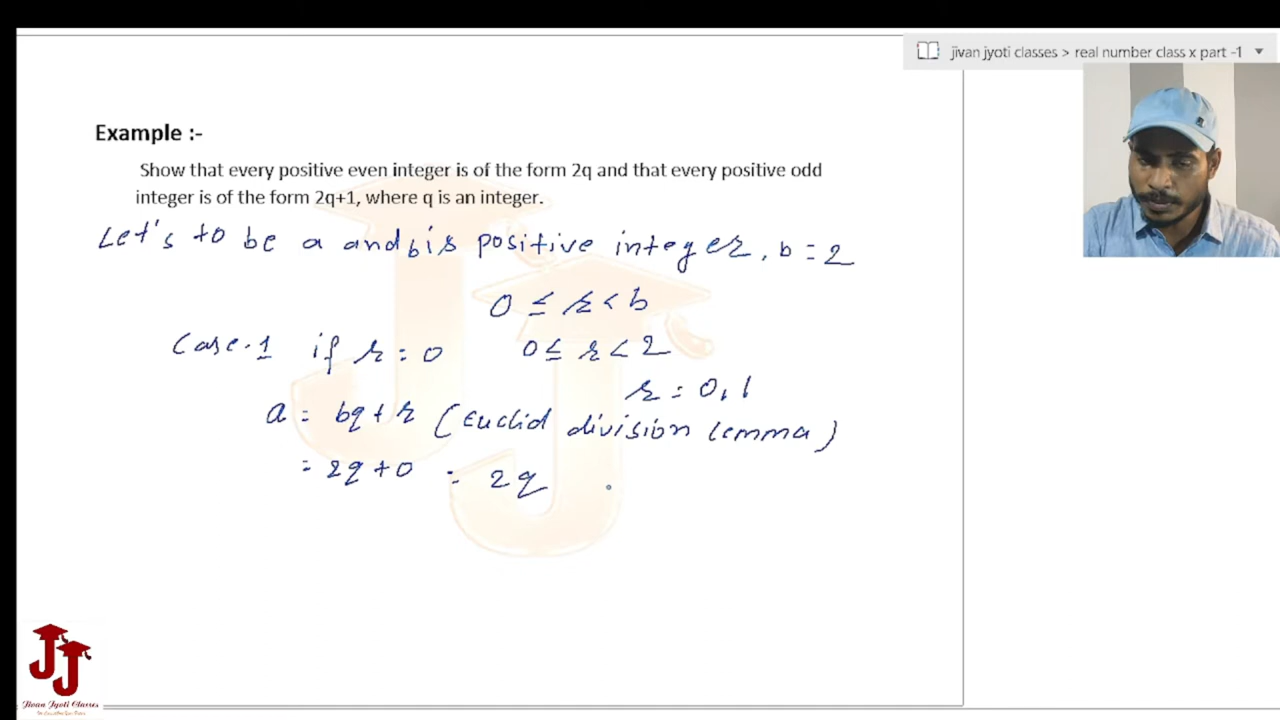 jivan jyoti classes > real number class x part -1
Example :-
Show that every positive even integer is of the form 2q and that every positive odd
integer is of the form 2q+1, where q is an integer.
Let's to be a and b is positive integer, b = 2
0 ≤ r < b
Case.1 if r = 0 0 ≤ r < 2
r = 0, 1
a = bq + r (Euclid division lemma)
= 2q + 0 = 2q
JJ
Jivan Jyoti Classes